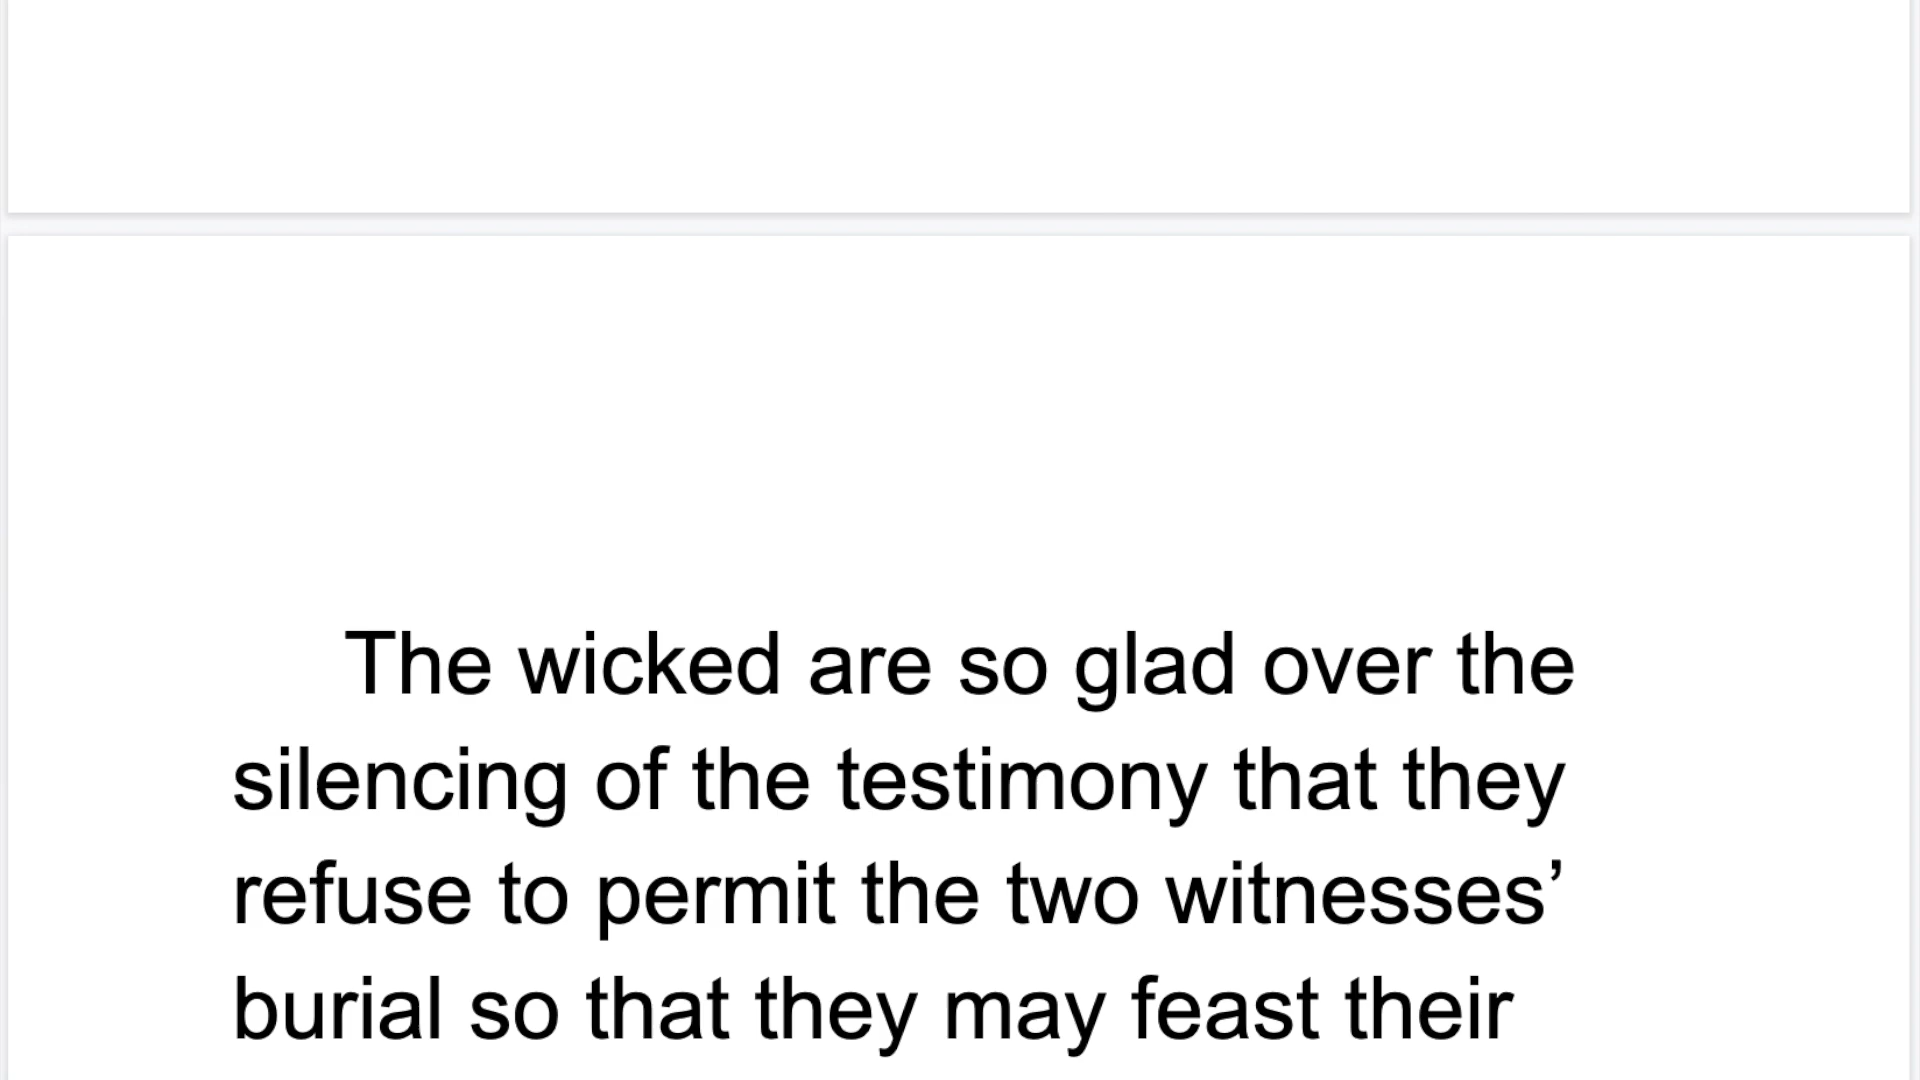 The wicked are so glad over the
silencing of the testimony that they
refuse to permit the two witnesses’
burial so that they may feast their